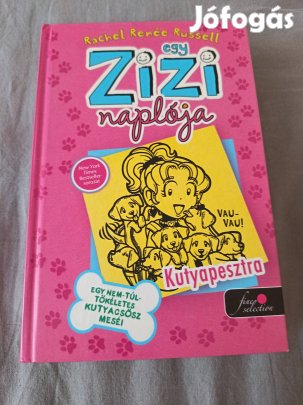 Jófogás
Rachel Renée Russell
egy
Zizi
naplója
New York
Times
Bestseller-
sorozat
VAU-
VAU!
Kutyapesztra
EGY NEM-TÚL-
TÖKÉLETES
KUTYACSŐSZ
MESÉI
selection